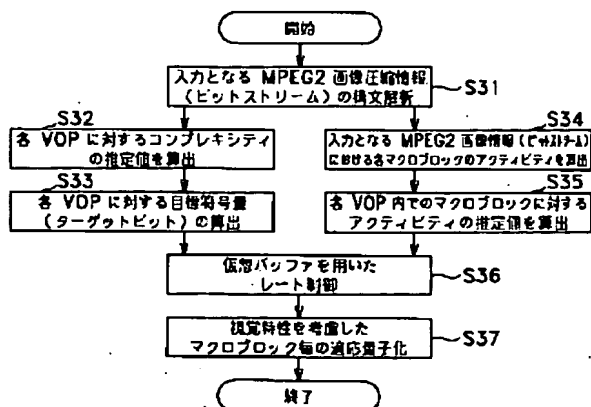 開始
入力となる MPEG2 画像圧縮情報
(ビットストリーム)の構文解析
S31
S32
各 VOP に対するコンプレキシティ
の推定値を算出
S34
入力となる MPEG2 画像情報(ビットストリーム)
における各マクロブロックのアクティビティを算出
S33
各 VOP に対する目標符号量
(ターゲットビット)の算出
S35
各 VOP 内でのマクロブロックに対する
アクティビティの推定値を算出
仮想バッファを用いた
レート制御
S36
視覚特性を考慮した
マクロブロック毎の適応量子化
S37
終了